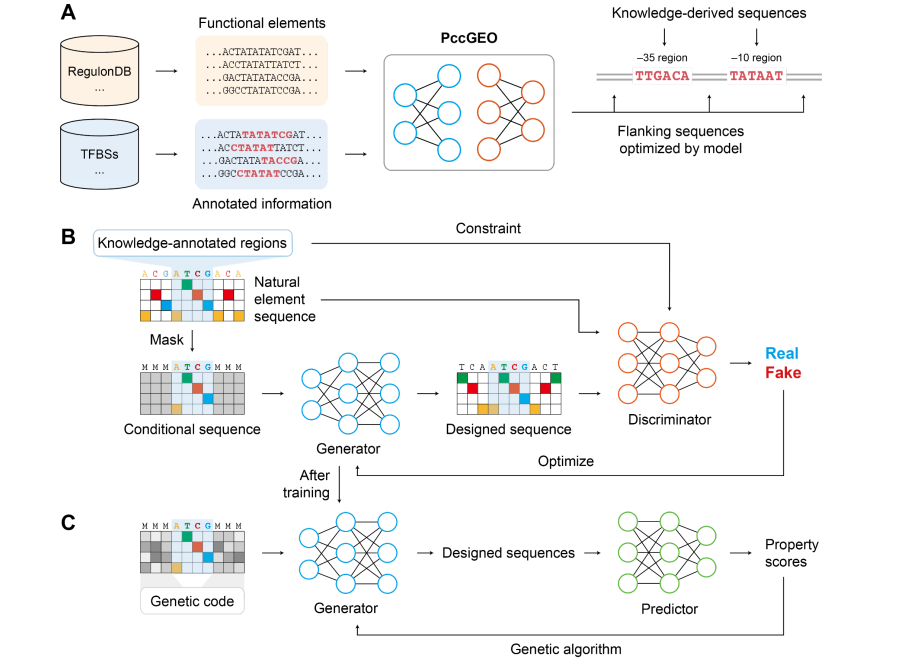 A
Functional elements
RegulonDB
...
...ACTATATATCGAT...
...ACCTATATTATCT...
...GACTATATACCGA...
...GGCCTATATCCGA...
TFBSs
...
...ACTATATATCGAT...
...ACCTATATTATCT...
...GACTATATACCGA...
...GGCCTATATCCGA...
Annotated information
PccGEO
Knowledge-derived sequences
–35 region
–10 region
TTGACA
TATAAT
Flanking sequences
optimized by model
B
Knowledge-annotated regions
Constraint
A C G A T C G A C A
Natural
element
sequence
Mask
M M M A T C G M M M
Conditional sequence
Generator
T C A A T C G A C T
Designed sequence
Discriminator
Real
Fake
Optimize
After
training
C
M M M A T C G M M M
Genetic code
Generator
Designed sequences
Predictor
Property
scores
Genetic algorithm